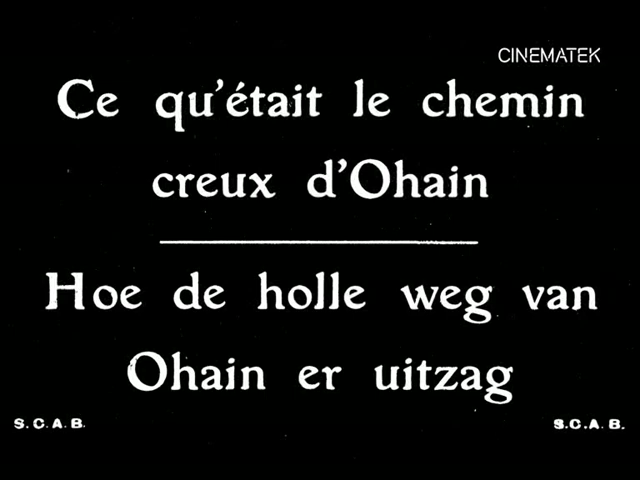 CINEMATEK
Ce qu'était le chemin
creux d'Ohain
Hoe de holle weg van
Ohain er uitzag
S.C.A.B.
S.C.A.B.